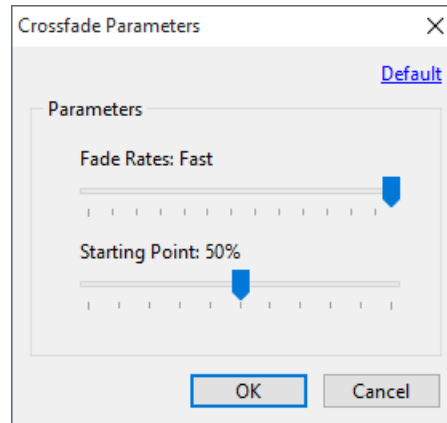 Crossfade Parameters
Default
Parameters
Fade Rates: Fast
Starting Point: 50%
OK Cancel